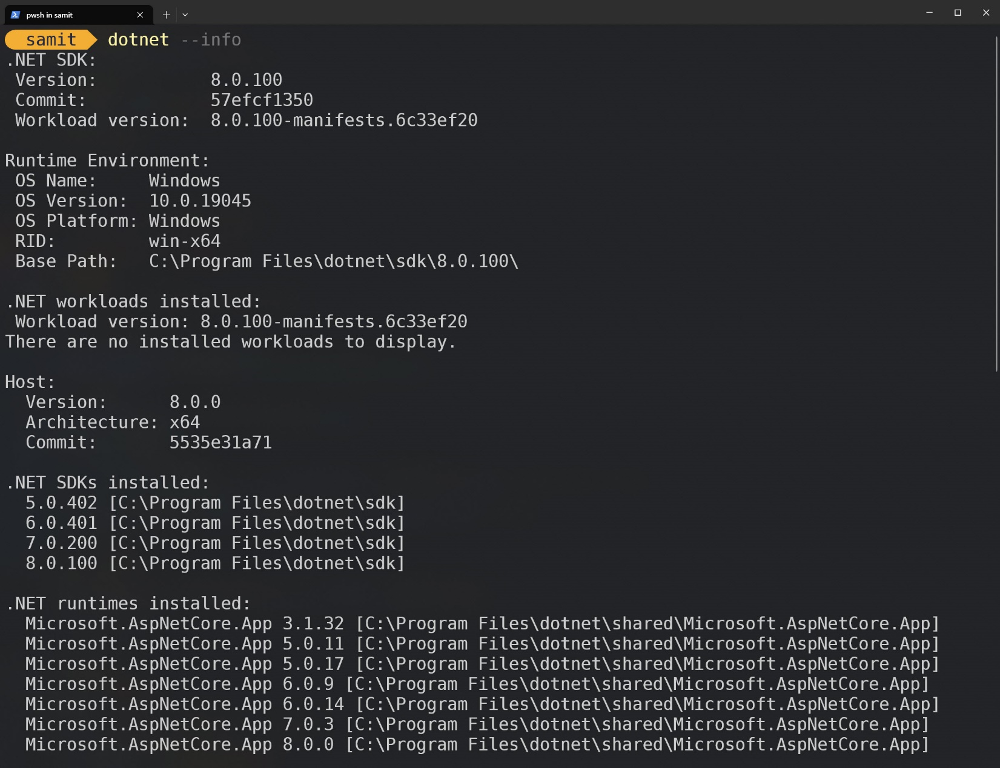 pwsh in samit
samit dotnet --info
.NET SDK:
 Version:           8.0.100
 Commit:            57efcf1350
 Workload version:  8.0.100-manifests.6c33ef20

Runtime Environment:
 OS Name:     Windows
 OS Version:  10.0.19045
 OS Platform: Windows
 RID:         win-x64
 Base Path:   C:\Program Files\dotnet\sdk\8.0.100\

.NET workloads installed:
 Workload version: 8.0.100-manifests.6c33ef20
There are no installed workloads to display.

Host:
  Version:      8.0.0
  Architecture: x64
  Commit:       5535e31a71

.NET SDKs installed:
  5.0.402 [C:\Program Files\dotnet\sdk]
  6.0.401 [C:\Program Files\dotnet\sdk]
  7.0.200 [C:\Program Files\dotnet\sdk]
  8.0.100 [C:\Program Files\dotnet\sdk]

.NET runtimes installed:
  Microsoft.AspNetCore.App 3.1.32 [C:\Program Files\dotnet\shared\Microsoft.AspNetCore.App]
  Microsoft.AspNetCore.App 5.0.11 [C:\Program Files\dotnet\shared\Microsoft.AspNetCore.App]
  Microsoft.AspNetCore.App 5.0.17 [C:\Program Files\dotnet\shared\Microsoft.AspNetCore.App]
  Microsoft.AspNetCore.App 6.0.9 [C:\Program Files\dotnet\shared\Microsoft.AspNetCore.App]
  Microsoft.AspNetCore.App 6.0.14 [C:\Program Files\dotnet\shared\Microsoft.AspNetCore.App]
  Microsoft.AspNetCore.App 7.0.3 [C:\Program Files\dotnet\shared\Microsoft.AspNetCore.App]
  Microsoft.AspNetCore.App 8.0.0 [C:\Program Files\dotnet\shared\Microsoft.AspNetCore.App]